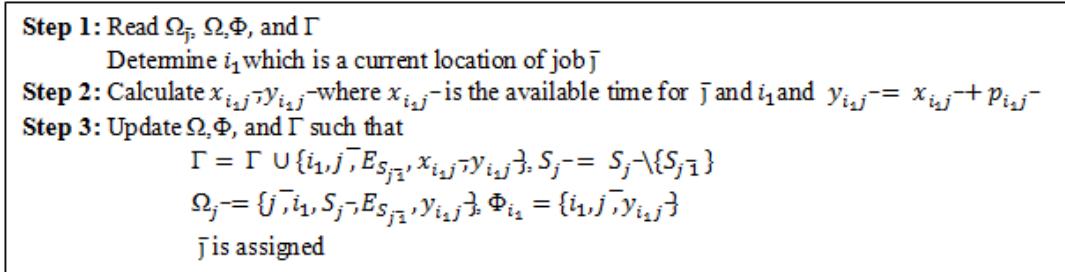 Step 1: Read Ω_j̄, Ω,Φ, and Γ
Determine i₁ which is a current location of job j̄
Step 2: Calculate x_{i₁j̄}, y_{i₁j̄} where x_{i₁j̄} is the available time for j̄ and i₁ and y_{i₁j̄} = x_{i₁j̄} + p_{i₁j̄}
Step 3: Update Ω,Φ, and Γ such that
Γ = Γ ∪ {i₁, j̄, E_{S_{j̄1}}, x_{i₁j̄}, y_{i₁j̄}}, S_j̄ = S_j̄ \{S_{j̄1}}
Ω_j̄ = {j̄, i₁, S_j̄, E_{S_{j̄1}}, y_{i₁j̄}}, Φ_{i₁} = {i₁, j̄, y_{i₁j̄}}
j̄ is assigned